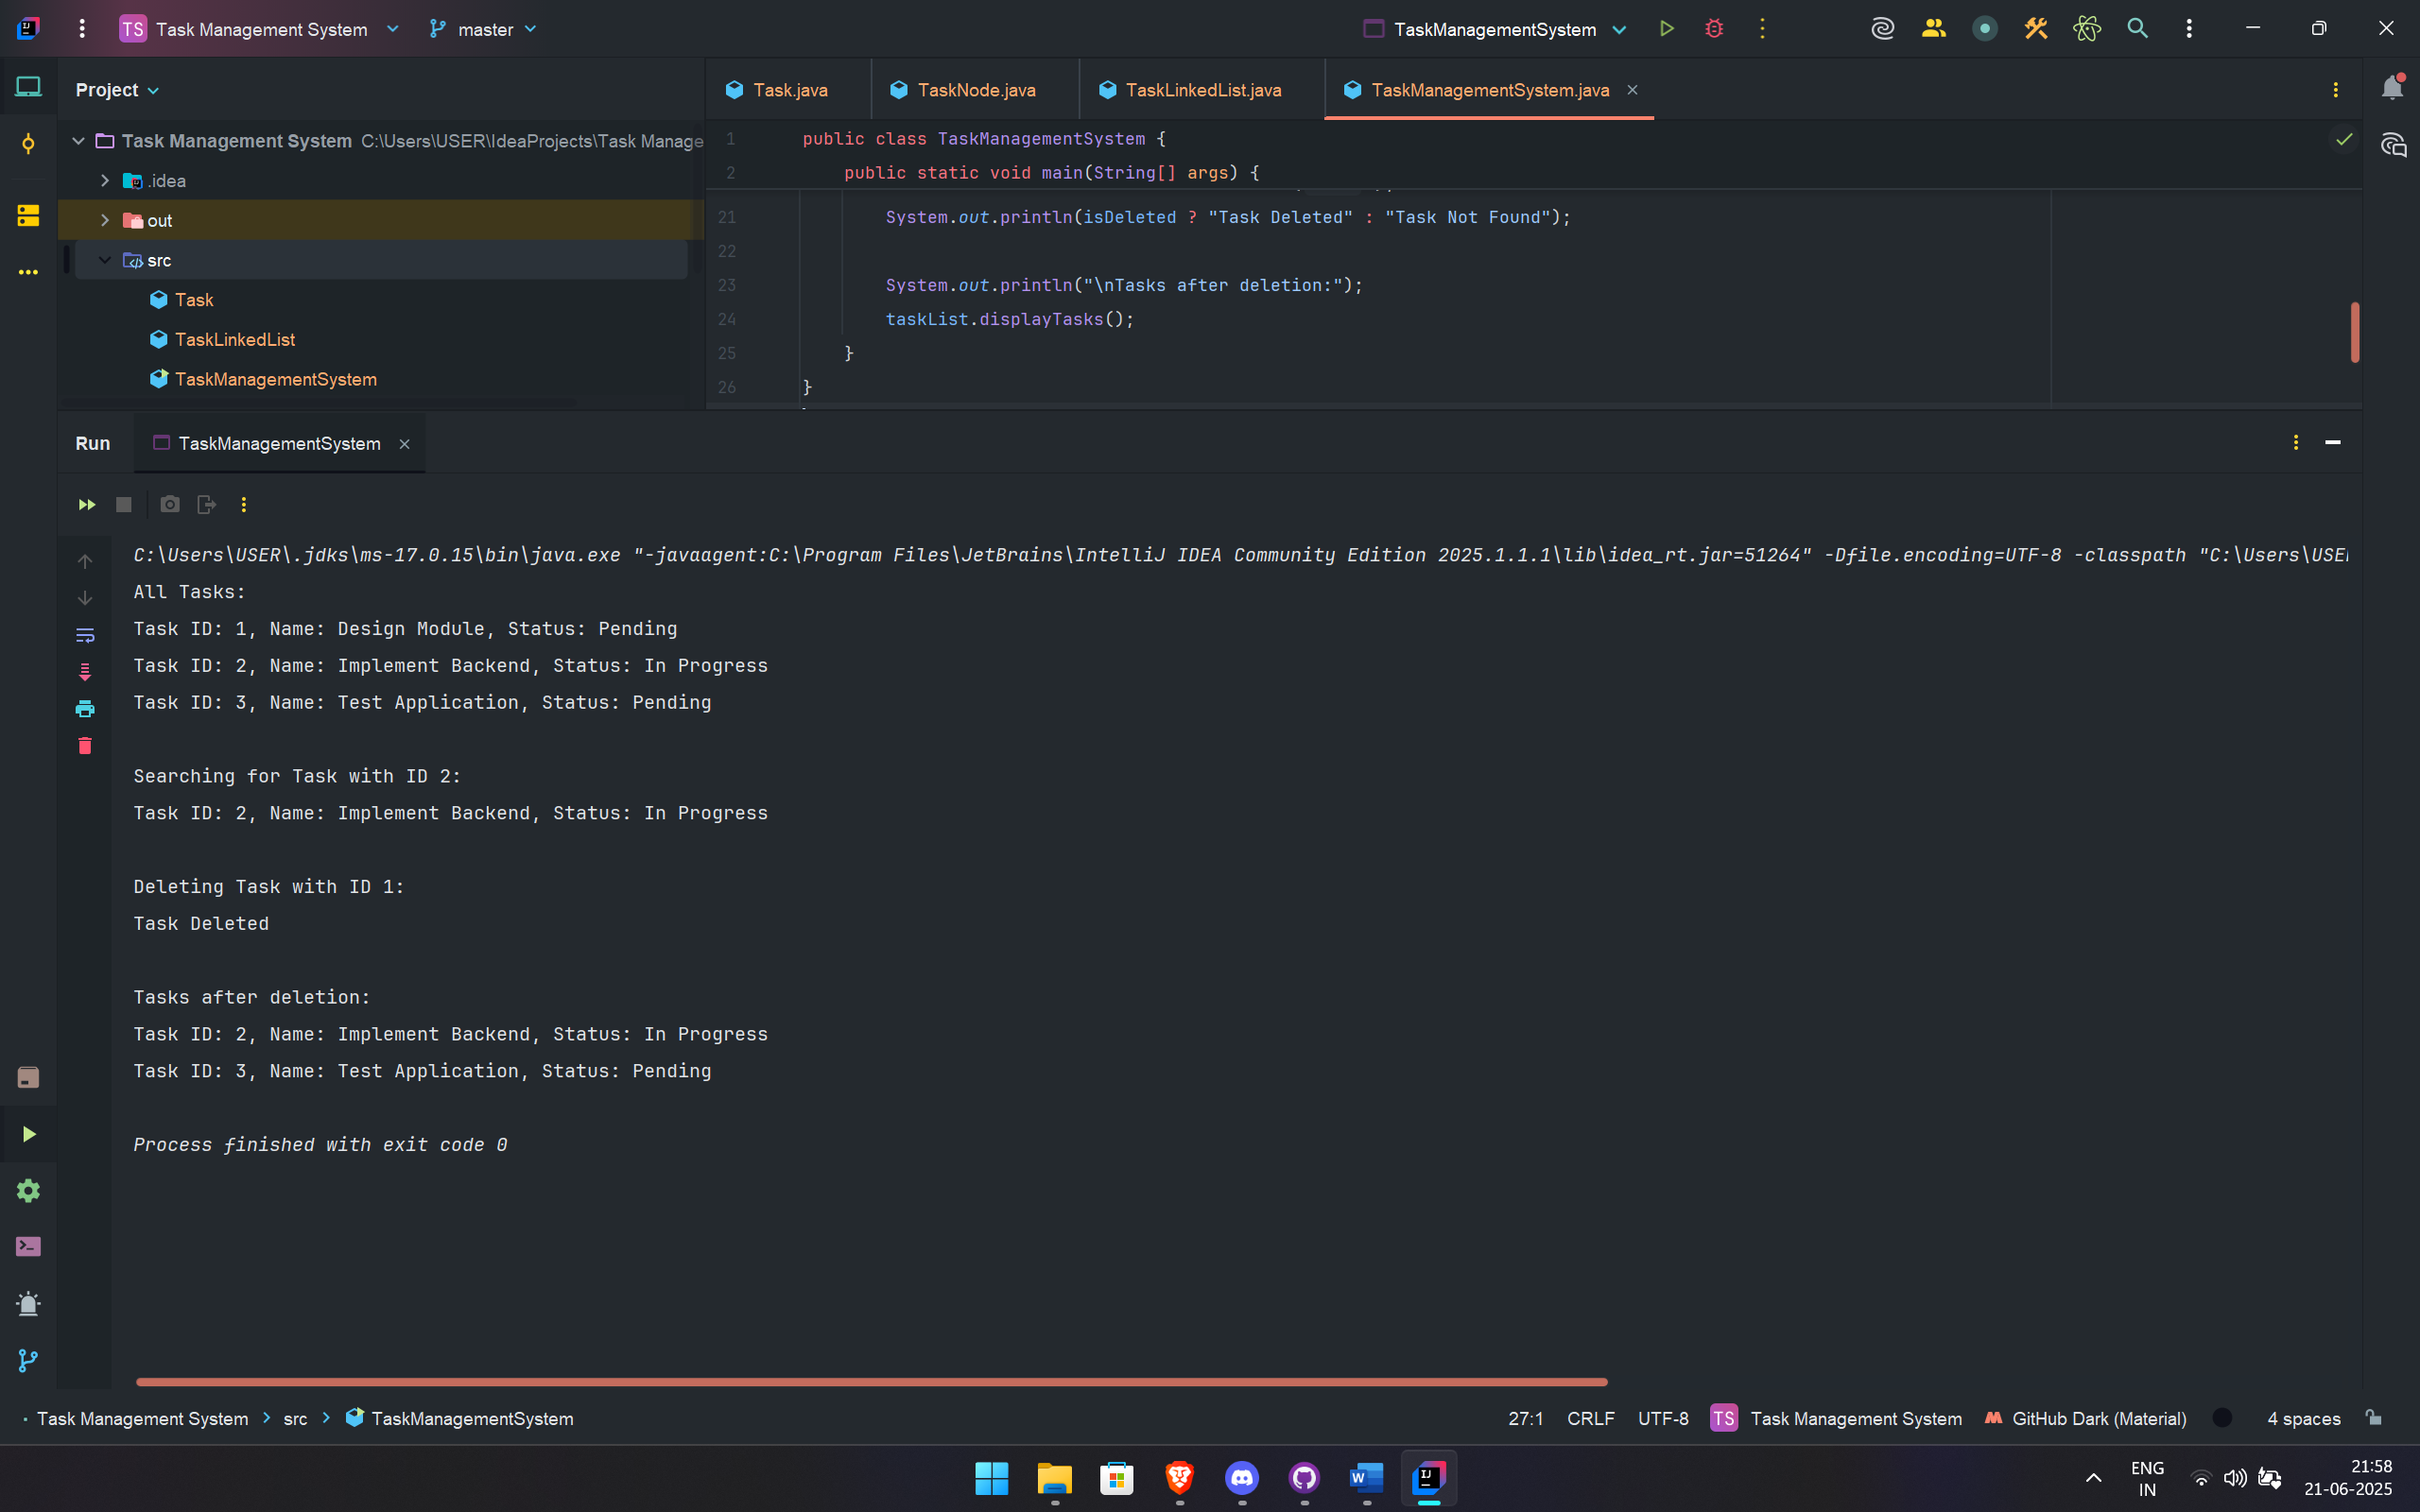 TS Task Management System master TaskManagementSystem
Project
Task.java TaskNode.java TaskLinkedList.java TaskManagementSystem.java
Task Management System C:\Users\USER\IdeaProjects\Task Manage
.idea
out
src
Task
TaskLinkedList
TaskManagementSystem
1 public class TaskManagementSystem {
2 public static void main(String[] args) {
21 System.out.println(isDeleted ? "Task Deleted" : "Task Not Found");
22
23 System.out.println("\nTasks after deletion:");
24 taskList.displayTasks();
25 }
26 }
Run TaskManagementSystem
C:\Users\USER\.jdks\ms-17.0.15\bin\java.exe "-javaagent:C:\Program Files\JetBrains\IntelliJ IDEA Community Edition 2025.1.1.1\lib\idea_rt.jar=51264" -Dfile.encoding=UTF-8 -classpath "C:\Users\USE
All Tasks:
Task ID: 1, Name: Design Module, Status: Pending
Task ID: 2, Name: Implement Backend, Status: In Progress
Task ID: 3, Name: Test Application, Status: Pending
Searching for Task with ID 2:
Task ID: 2, Name: Implement Backend, Status: In Progress
Deleting Task with ID 1:
Task Deleted
Tasks after deletion:
Task ID: 2, Name: Implement Backend, Status: In Progress
Task ID: 3, Name: Test Application, Status: Pending
Process finished with exit code 0
Task Management System src TaskManagementSystem
27:1 CRLF UTF-8 TS Task Management System GitHub Dark (Material) 4 spaces
ENG 21:58
IN 21-06-2025